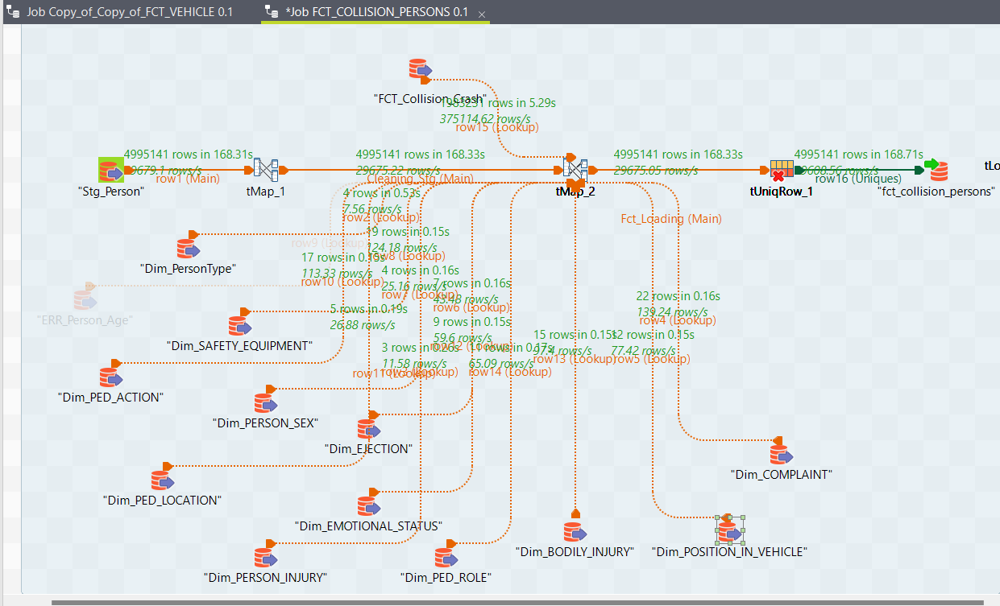 Job Copy_of_Copy_of_FCT_VEHICLE 0.1
*Job FCT_COLLISION_PERSONS 0.1
"FCT_Collision_Crash"
1983231 rows in 5.29s
375114.62 rows/s
row15 (Lookup)
4995141 rows in 168.31s
29679.1 rows/s
row1 (Main)
4995141 rows in 168.33s
29675.22 rows/s
Cleaning_Stg (Main)
4995141 rows in 168.33s
29675.05 rows/s
4995141 rows in 168.71s
29608.56 rows/s
row16 (Uniques)
tLo
"Stg_Person"
tMap_1
tMap_2
tUniqRow_1
"fct_collision_persons"
4 rows in 0.53s
7.56 rows/s
row2 (Lookup)
Fct_Loading (Main)
19 rows in 0.15s
124.18 rows/s
row8 (Lookup)
row9 (Lookup)
"Dim_PersonType"
17 rows in 0.15s
113.33 rows/s
row10 (Lookup)
4 rows in 0.16s
25.16 rows/s
row7 (Lookup)
7 rows in 0.16s
43.48 rows/s
row6 (Lookup)
22 rows in 0.16s
139.24 rows/s
row4 (Lookup)
"ERR_Person_Age"
5 rows in 0.19s
26.88 rows/s
9 rows in 0.15s
59.6 rows/s
row12 (Lookup)
15 rows in 0.15s
97.4 rows/s
row13 (Lookup)
12 rows in 0.15s
77.42 rows/s
row5 (Lookup)
"Dim_SAFETY_EQUIPMENT"
3 rows in 0.26s
11.58 rows/s
row3 (Lookup)
11 rows in 0.17s
65.09 rows/s
row14 (Lookup)
row11 (Lookup)
"Dim_PED_ACTION"
"Dim_PERSON_SEX"
"Dim_EJECTION"
"Dim_COMPLAINT"
"Dim_PED_LOCATION"
"Dim_EMOTIONAL_STATUS"
"Dim_BODILY_INJURY"
"Dim_POSITION_IN_VEHICLE"
"Dim_PERSON_INJURY"
"Dim_PED_ROLE"